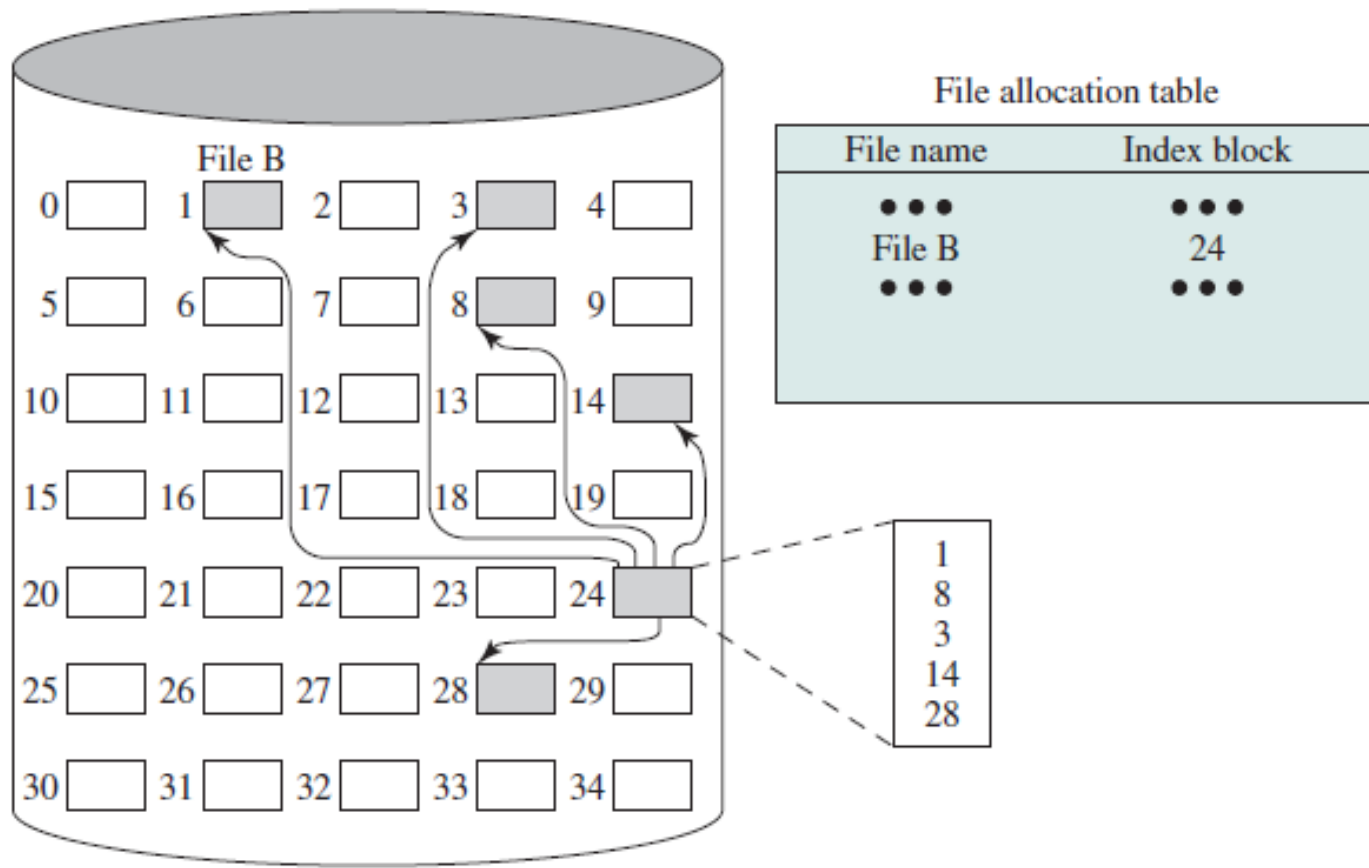 File allocation table
File name Index block
••• •••
File B 24
••• •••
File B
0 1 2 3 4
5 6 7 8 9
10 11 12 13 14
15 16 17 18 19
20 21 22 23 24
25 26 27 28 29
30 31 32 33 34
1
8
3
14
28